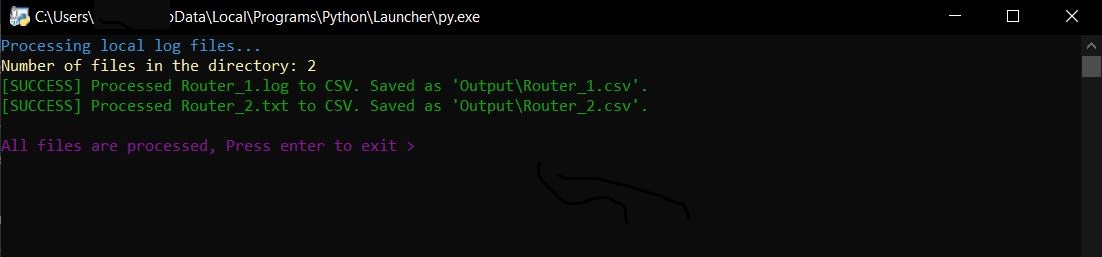 C:\Users\ pData\Local\Programs\Python\Launcher\py.exe
Processing local log files...
Number of files in the directory: 2
[SUCCESS] Processed Router_1.log to CSV. Saved as 'Output\Router_1.csv'.
[SUCCESS] Processed Router_2.txt to CSV. Saved as 'Output\Router_2.csv'.
All files are processed, Press enter to exit >